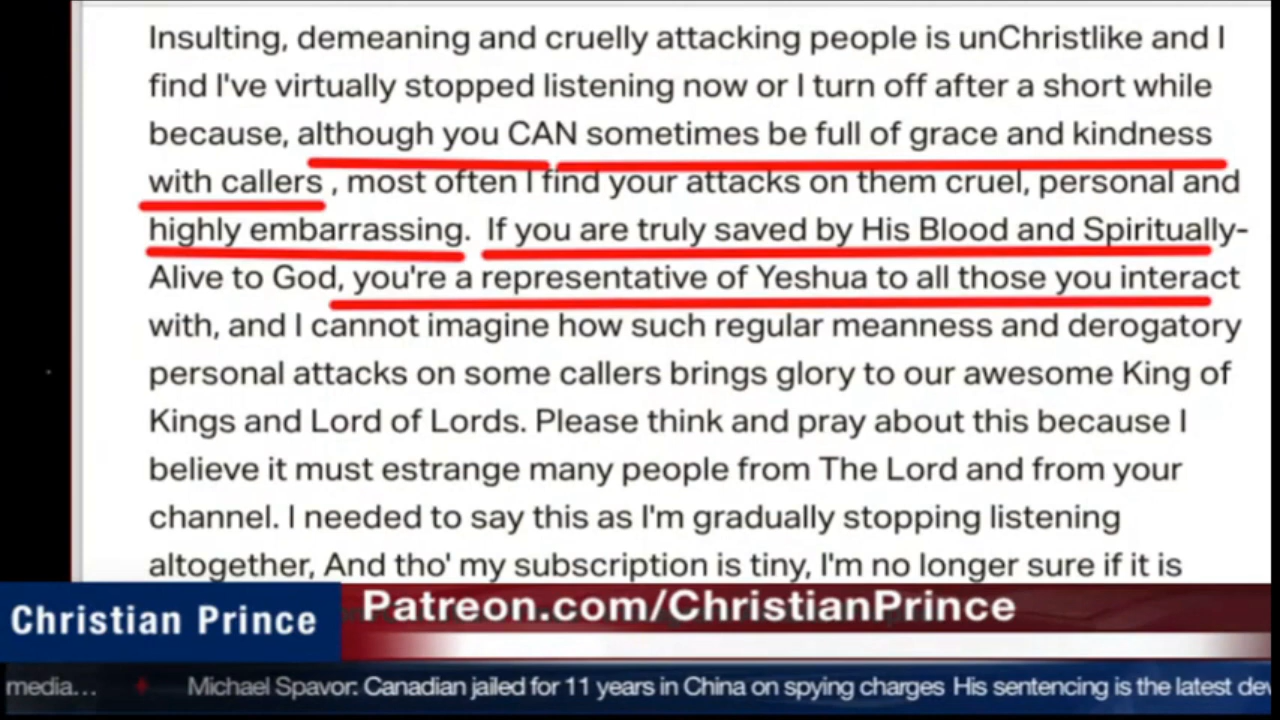 Insulting, demeaning and cruelly attacking people is unChristlike and I
find I've virtually stopped listening now or I turn off after a short while
because, although you CAN sometimes be full of grace and kindness
with callers , most often I find your attacks on them cruel, personal and
highly embarrassing. If you are truly saved by His Blood and Spiritually-
Alive to God, you're a representative of Yeshua to all those you interact
with, and I cannot imagine how such regular meanness and derogatory
personal attacks on some callers brings glory to our awesome King of
Kings and Lord of Lords. Please think and pray about this because I
believe it must estrange many people from The Lord and from your
channel. I needed to say this as I'm gradually stopping listening
altogether, And tho' my subscription is tiny, I'm no longer sure if it is
Christian Prince
Patreon.com/ChristianPrince
media... Michael Spavor: Canadian jailed for 11 years in China on spying charges His sentencing is the latest dev